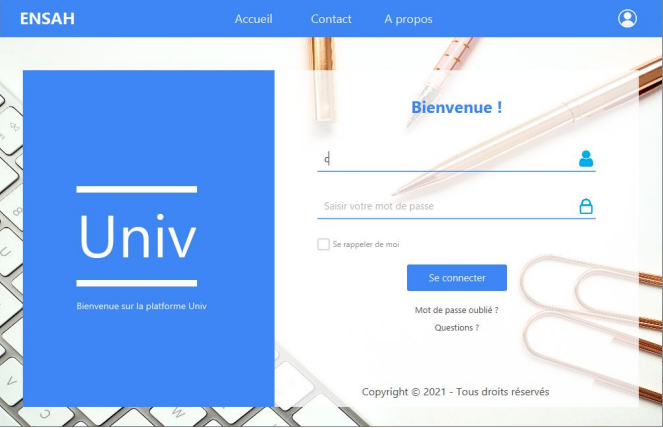 ENSAH
Accueil
Contact
A propos
Univ
Bienvenue sur la platforme Univ
Bienvenue !
c
Saisir votre mot de passe
Se rappeler de moi
Se connecter
Mot de passe oublié ?
Questions ?
Copyright © 2021 - Tous droits réservés